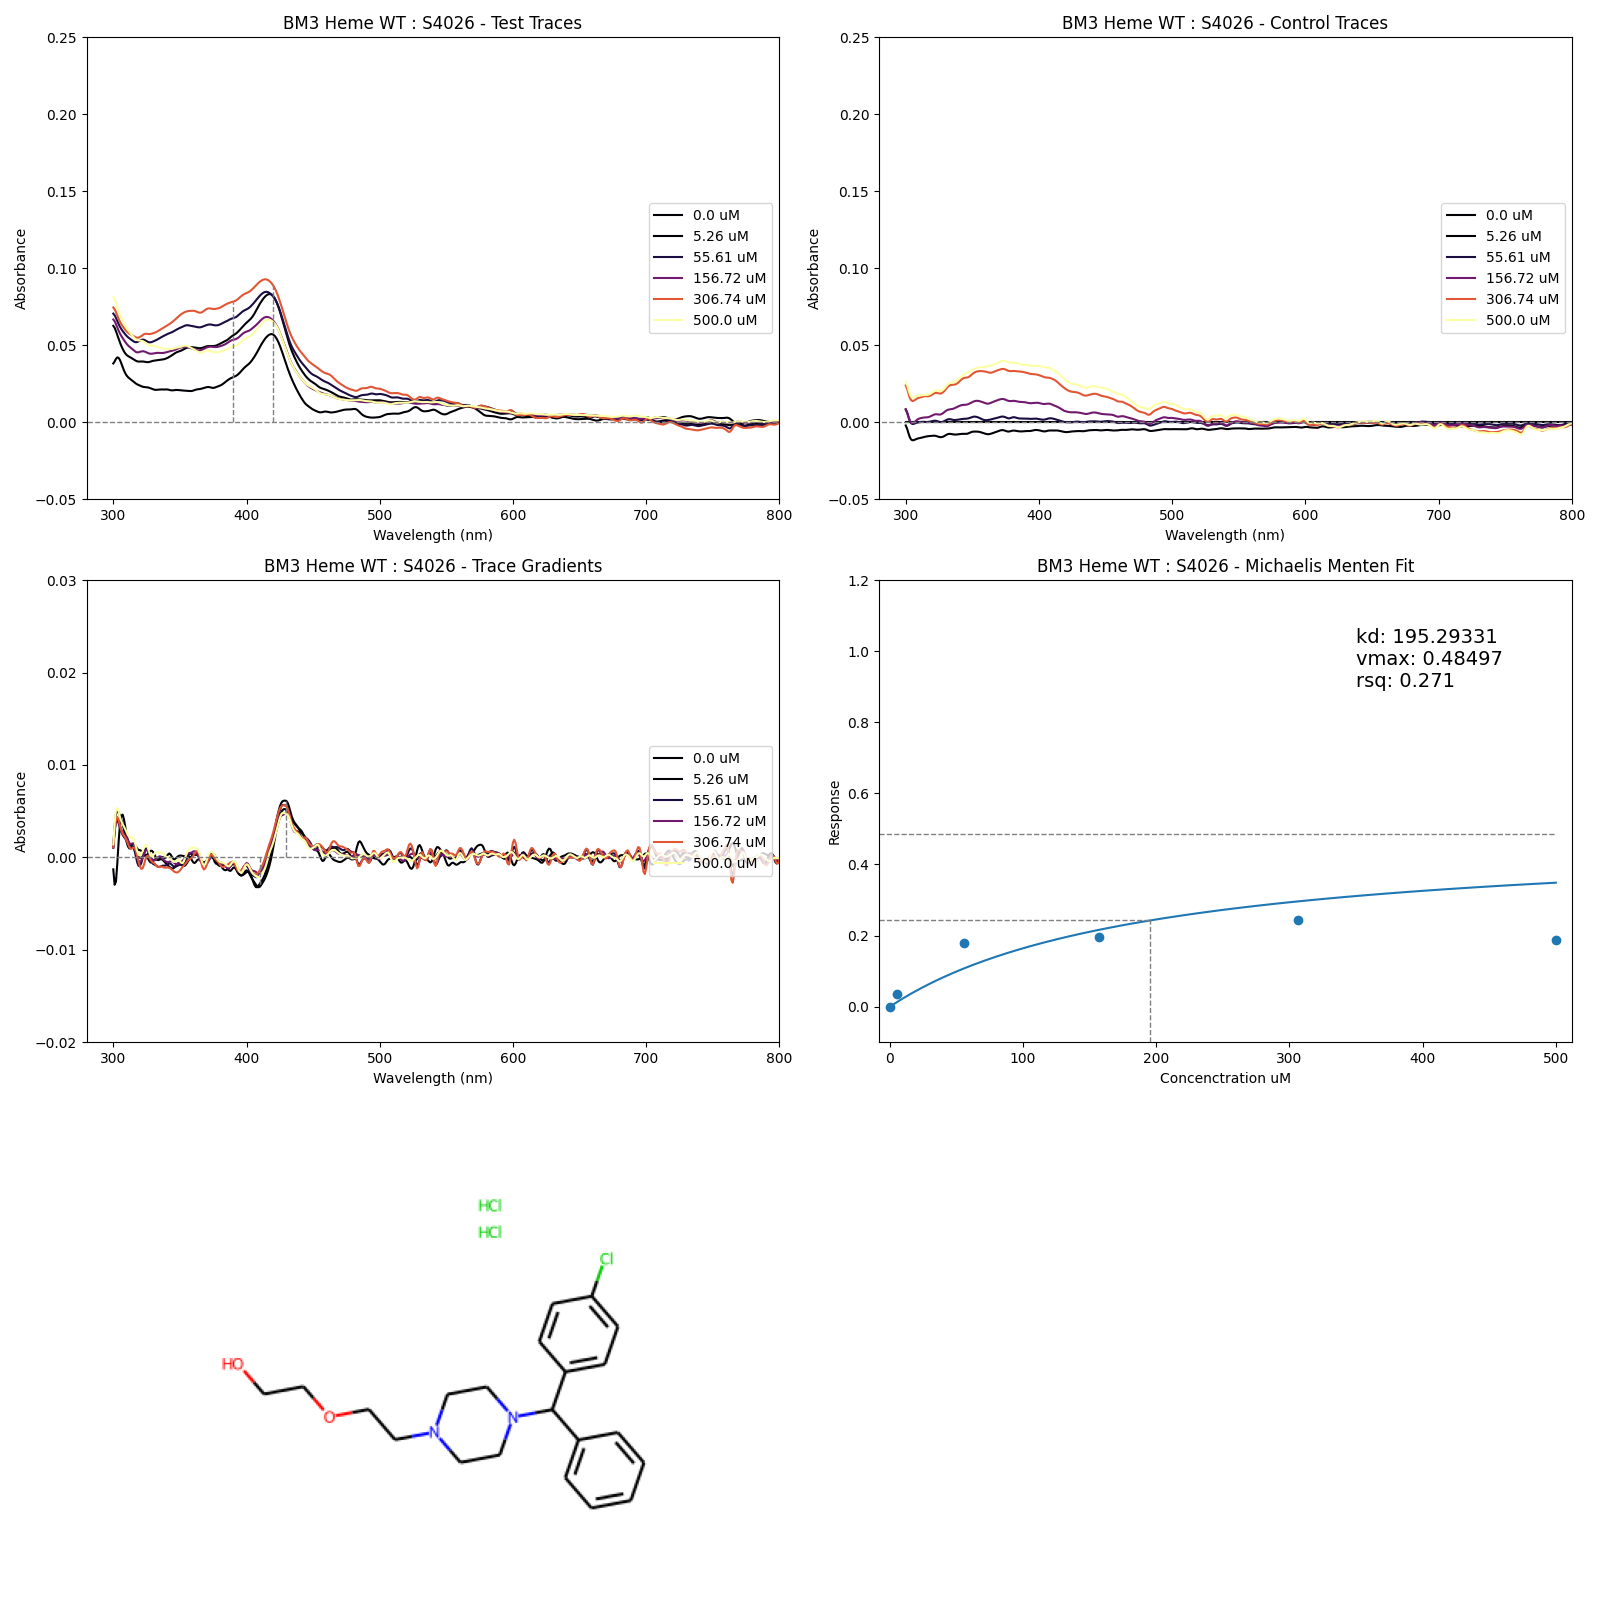 BM3 Heme WT : S4026 - Test Traces
0.25
0.20
0.15
0.10
0.05
0.00
−0.05
Absorbance
0.0 uM
5.26 uM
55.61 uM
156.72 uM
306.74 uM
500.0 uM
300 400 500 600 700 800
Wavelength (nm)
BM3 Heme WT : S4026 - Control Traces
0.25
0.20
0.15
0.10
0.05
0.00
−0.05
Absorbance
0.0 uM
5.26 uM
55.61 uM
156.72 uM
306.74 uM
500.0 uM
300 400 500 600 700 800
Wavelength (nm)
BM3 Heme WT : S4026 - Trace Gradients
0.03
0.02
0.01
0.00
−0.01
−0.02
Absorbance
0.0 uM
5.26 uM
55.61 uM
156.72 uM
306.74 uM
500.0 uM
300 400 500 600 700 800
Wavelength (nm)
BM3 Heme WT : S4026 - Michaelis Menten Fit
1.2
1.0
0.8
0.6
0.4
0.2
0.0
Response
kd: 195.29331
vmax: 0.48497
rsq: 0.271
0 100 200 300 400 500
Concenctration uM
HCl
HCl
Cl
HO
O
N
N